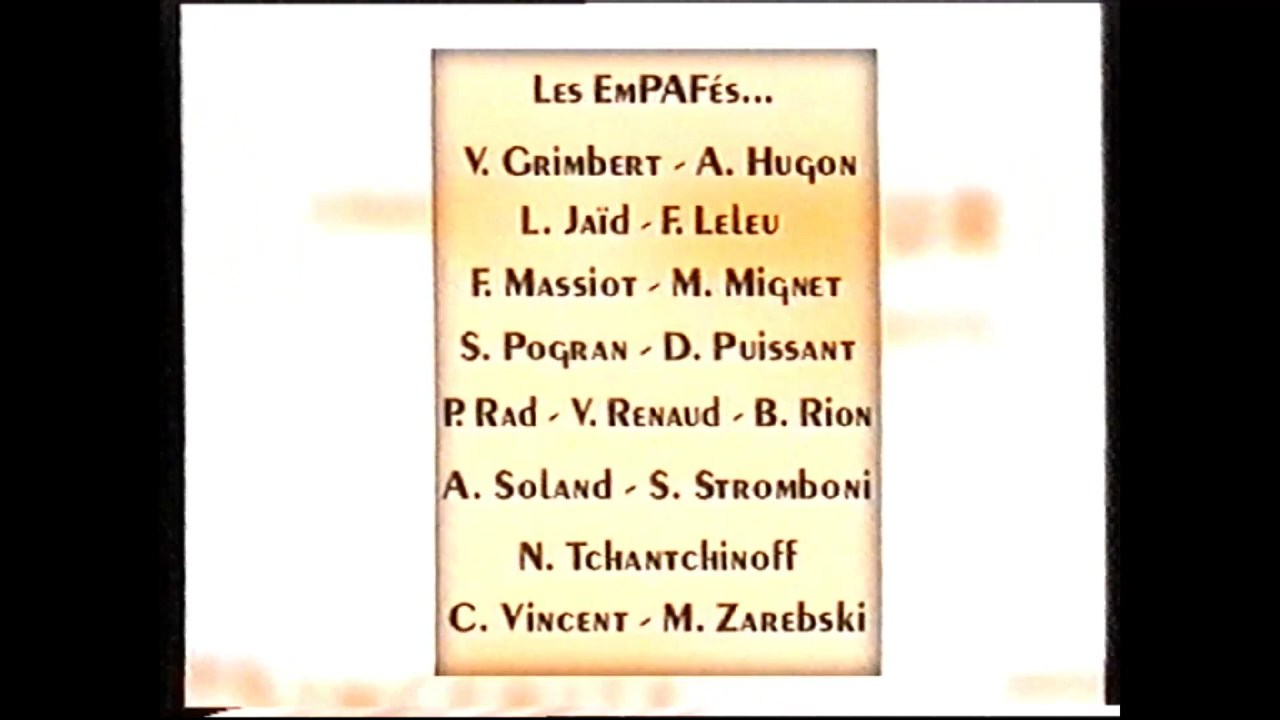 Les EmPAFés...
V. Grimbert - A. Hugon
L. Jaïd - F. Leleu
F. Massiot - M. Mignet
S. Pogran - D. Puissant
P. Rad - V. Renaud - B. Rion
A. Soland - S. Stromboni
N. Tchantchinoff
C. Vincent - M. Zarebski